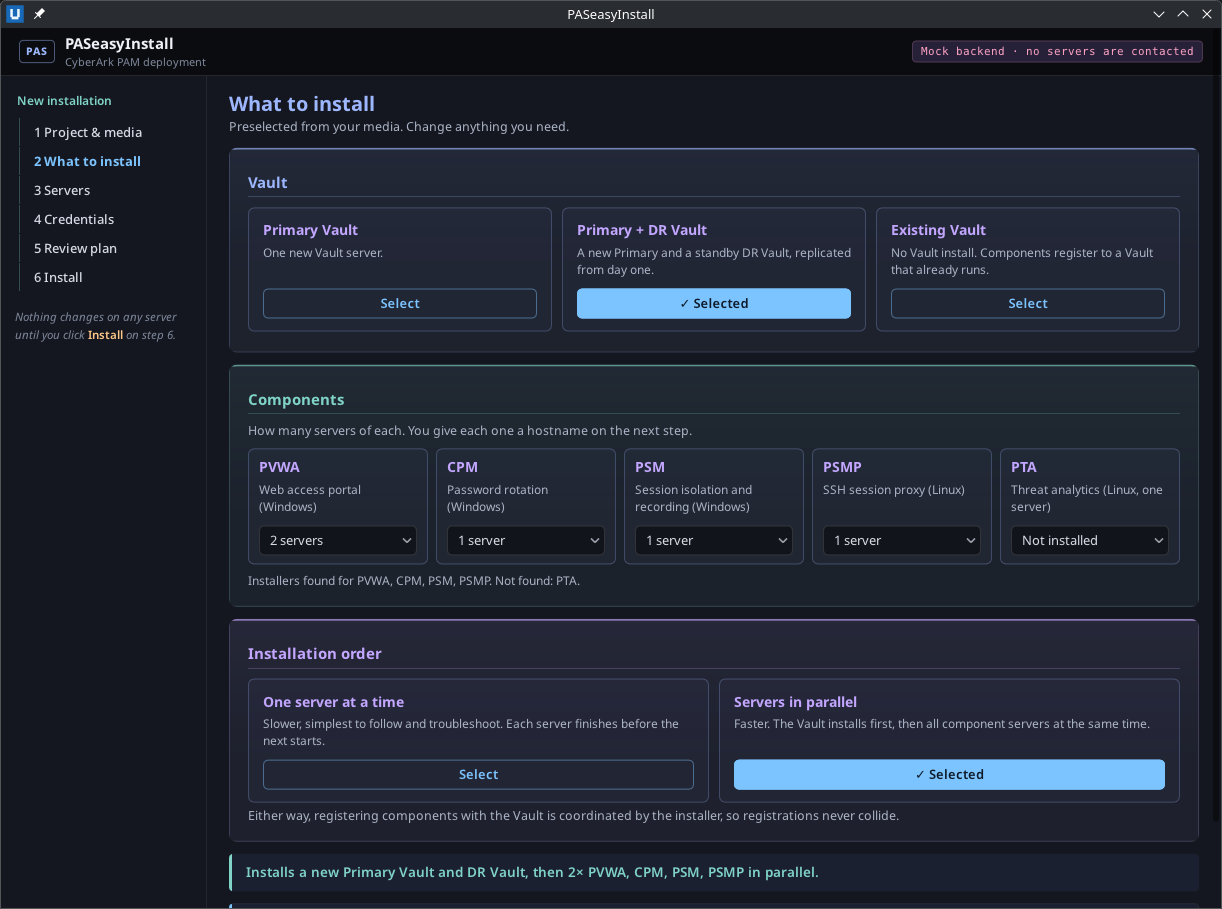 U
PASeasyInstall
PAS
PASeasyInstall
CyberArk PAM deployment
Mock backend · no servers are contacted
New installation
1 Project & media
2 What to install
3 Servers
4 Credentials
5 Review plan
6 Install
Nothing changes on any server
until you click Install on step 6.
What to install
Preselected from your media. Change anything you need.
Vault
Primary Vault
One new Vault server.
Select
Primary + DR Vault
A new Primary and a standby DR Vault, replicated
from day one.
✓ Selected
Existing Vault
No Vault install. Components register to a Vault
that already runs.
Select
Components
How many servers of each. You give each one a hostname on the next step.
PVWA
Web access portal
(Windows)
2 servers
CPM
Password rotation
(Windows)
1 server
PSM
Session isolation and
recording (Windows)
1 server
PSMP
SSH session proxy (Linux)
1 server
PTA
Threat analytics (Linux, one
server)
Not installed
Installers found for PVWA, CPM, PSM, PSMP. Not found: PTA.
Installation order
One server at a time
Slower, simplest to follow and troubleshoot. Each server finishes before the
next starts.
Select
Servers in parallel
Faster. The Vault installs first, then all component servers at the same time.
✓ Selected
Either way, registering components with the Vault is coordinated by the installer, so registrations never collide.
Installs a new Primary Vault and DR Vault, then 2× PVWA, CPM, PSM, PSMP in parallel.